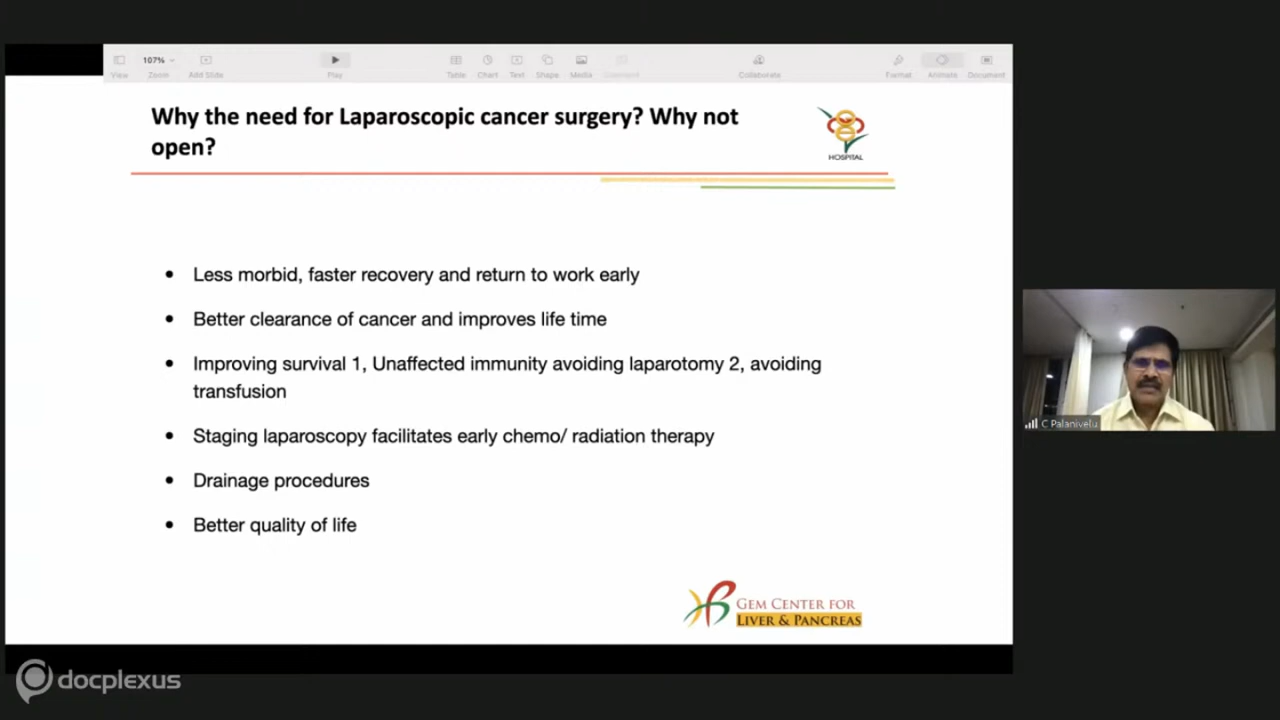 107%
View
Zoom
Add Slide
Play
Table
Chart
Text
Shape
Media
Comment
Collaborate
Format
Animate
Document
Why the need for Laparoscopic cancer surgery? Why not
open?
HOSPITAL
• Less morbid, faster recovery and return to work early
• Better clearance of cancer and improves life time
• Improving survival 1, Unaffected immunity avoiding laparotomy 2, avoiding
transfusion
• Staging laparoscopy facilitates early chemo/ radiation therapy
• Drainage procedures
• Better quality of life
GEM CENTER FOR
LIVER & PANCREAS
C Palanivelu
docplexus